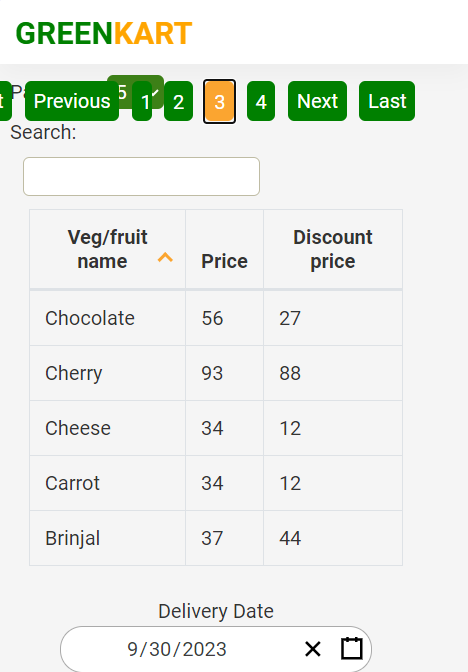 GREENKART
Previous 1 2 3 4 Next Last
5
Search:
Veg/fruit name Price Discount price
Chocolate 56 27
Cherry 93 88
Cheese 34 12
Carrot 34 12
Brinjal 37 44
Delivery Date
9/30/2023